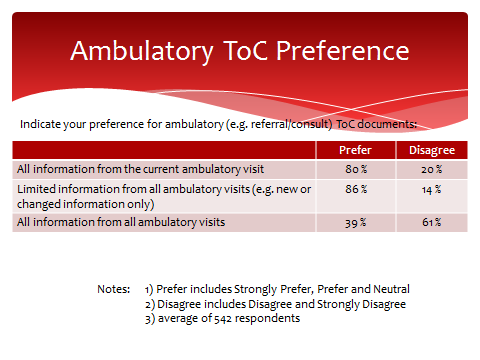 Ambulatory ToC Preference
Indicate your preference for ambulatory (e.g. referral/consult) ToC documents:
Prefer Disagree
All information from the current ambulatory visit 80 % 20 %
Limited information from all ambulatory visits (e.g. new or
changed information only) 86 % 14 %
All information from all ambulatory visits 39 % 61 %
Notes: 1) Prefer includes Strongly Prefer, Prefer and Neutral
2) Disagree includes Disagree and Strongly Disagree
3) average of 542 respondents